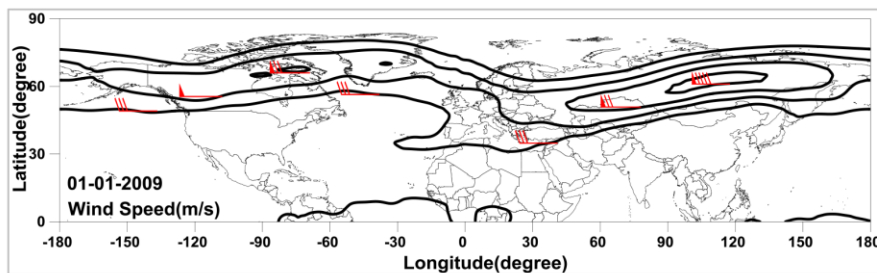 90
60
30
0
Latitude(degree)
01-01-2009
Wind Speed(m/s)
-180 -150 -120 -90 -60 -30 0 30 60 90 120 150 180
Longitude(degree)